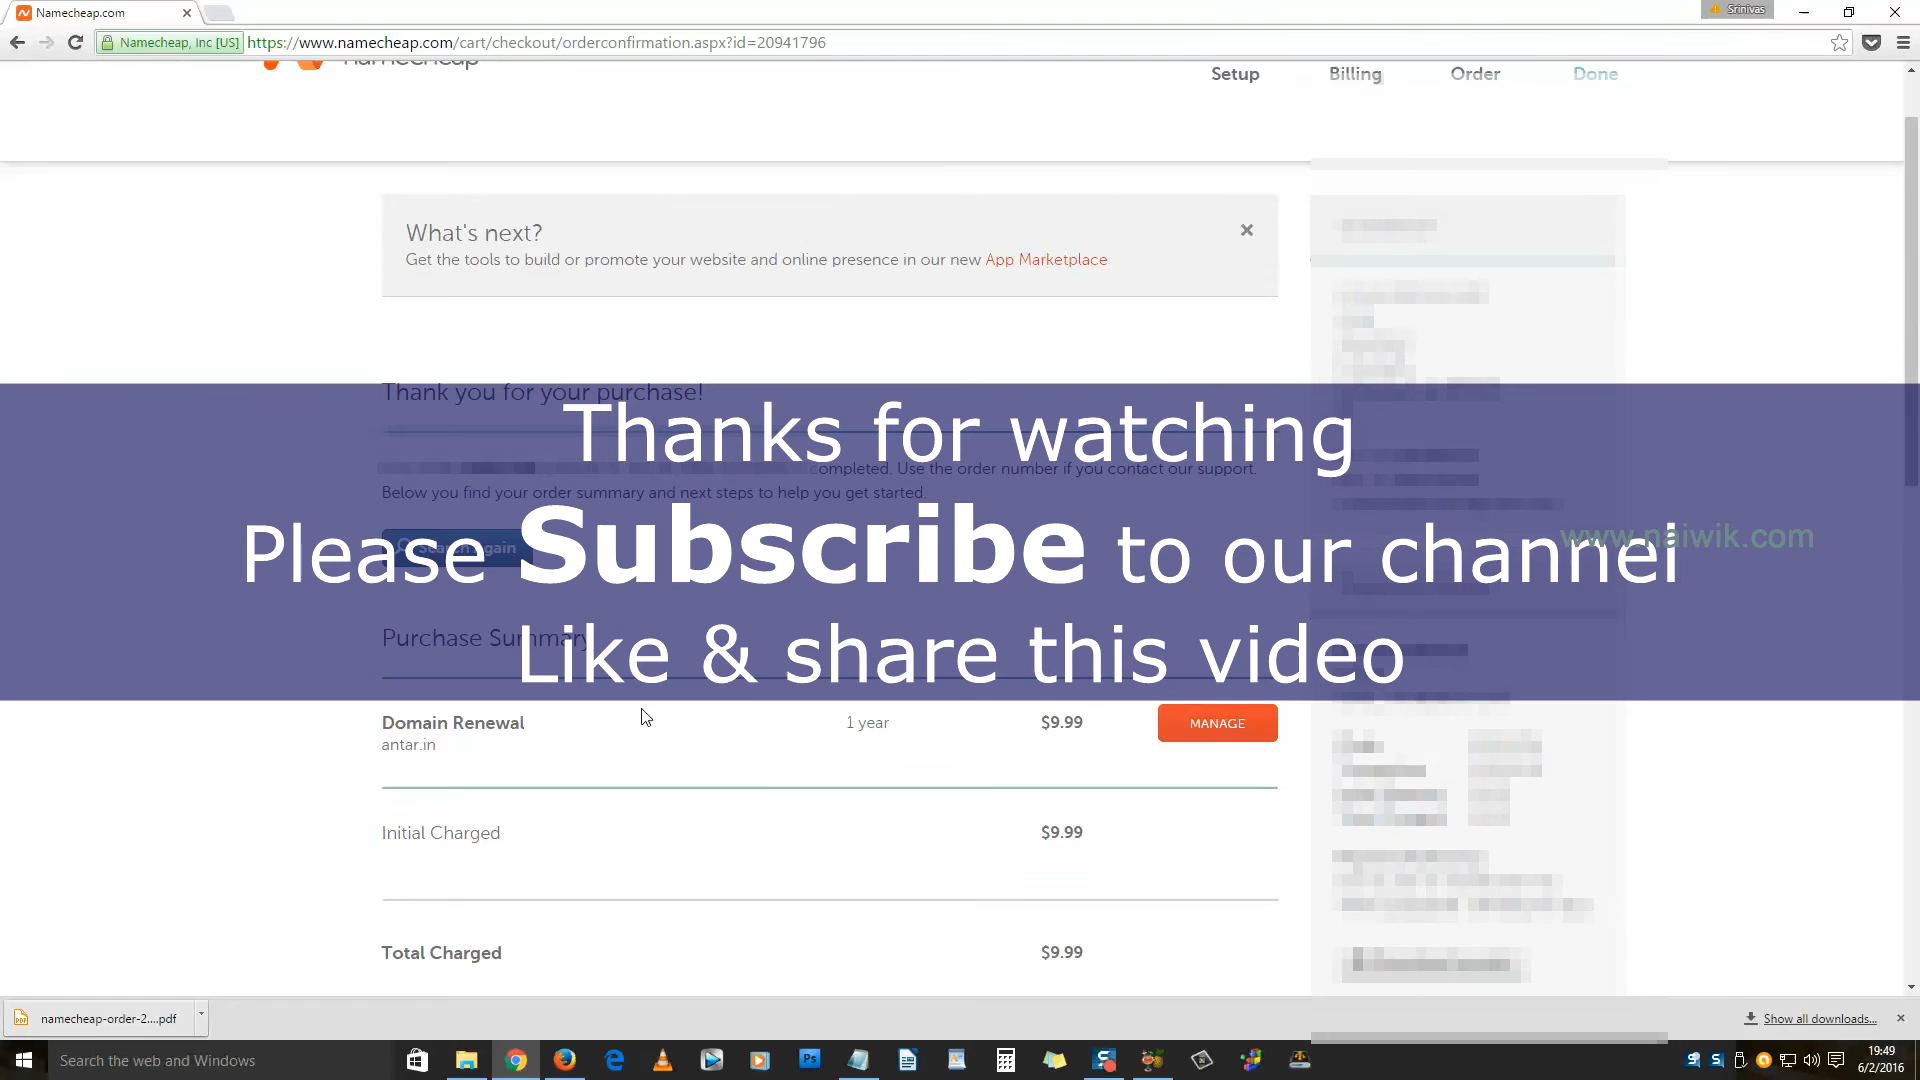 Namecheap.com
Srinivas
Namecheap, Inc [US] https://www.namecheap.com/cart/checkout/orderconfirmation.aspx?id=20941796
namecheap
Setup Billing Order Done
What's next?
Get the tools to build or promote your website and online presence in our new App Marketplace
Thank you for your purchase!
Thanks for watching
completed. Use the order number if you contact our support.
Below you find your order summary and next steps to help you get started.
Search Again
Please Subscribe to our channel
www.naiwik.com
Purchase Summary
Like & share this video
Domain Renewal 1 year $9.99 MANAGE
antar.in
Initial Charged $9.99
Total Charged $9.99
namecheap-order-2....pdf
Show all downloads...
Search the web and Windows
Ps
19:49
6/2/2016